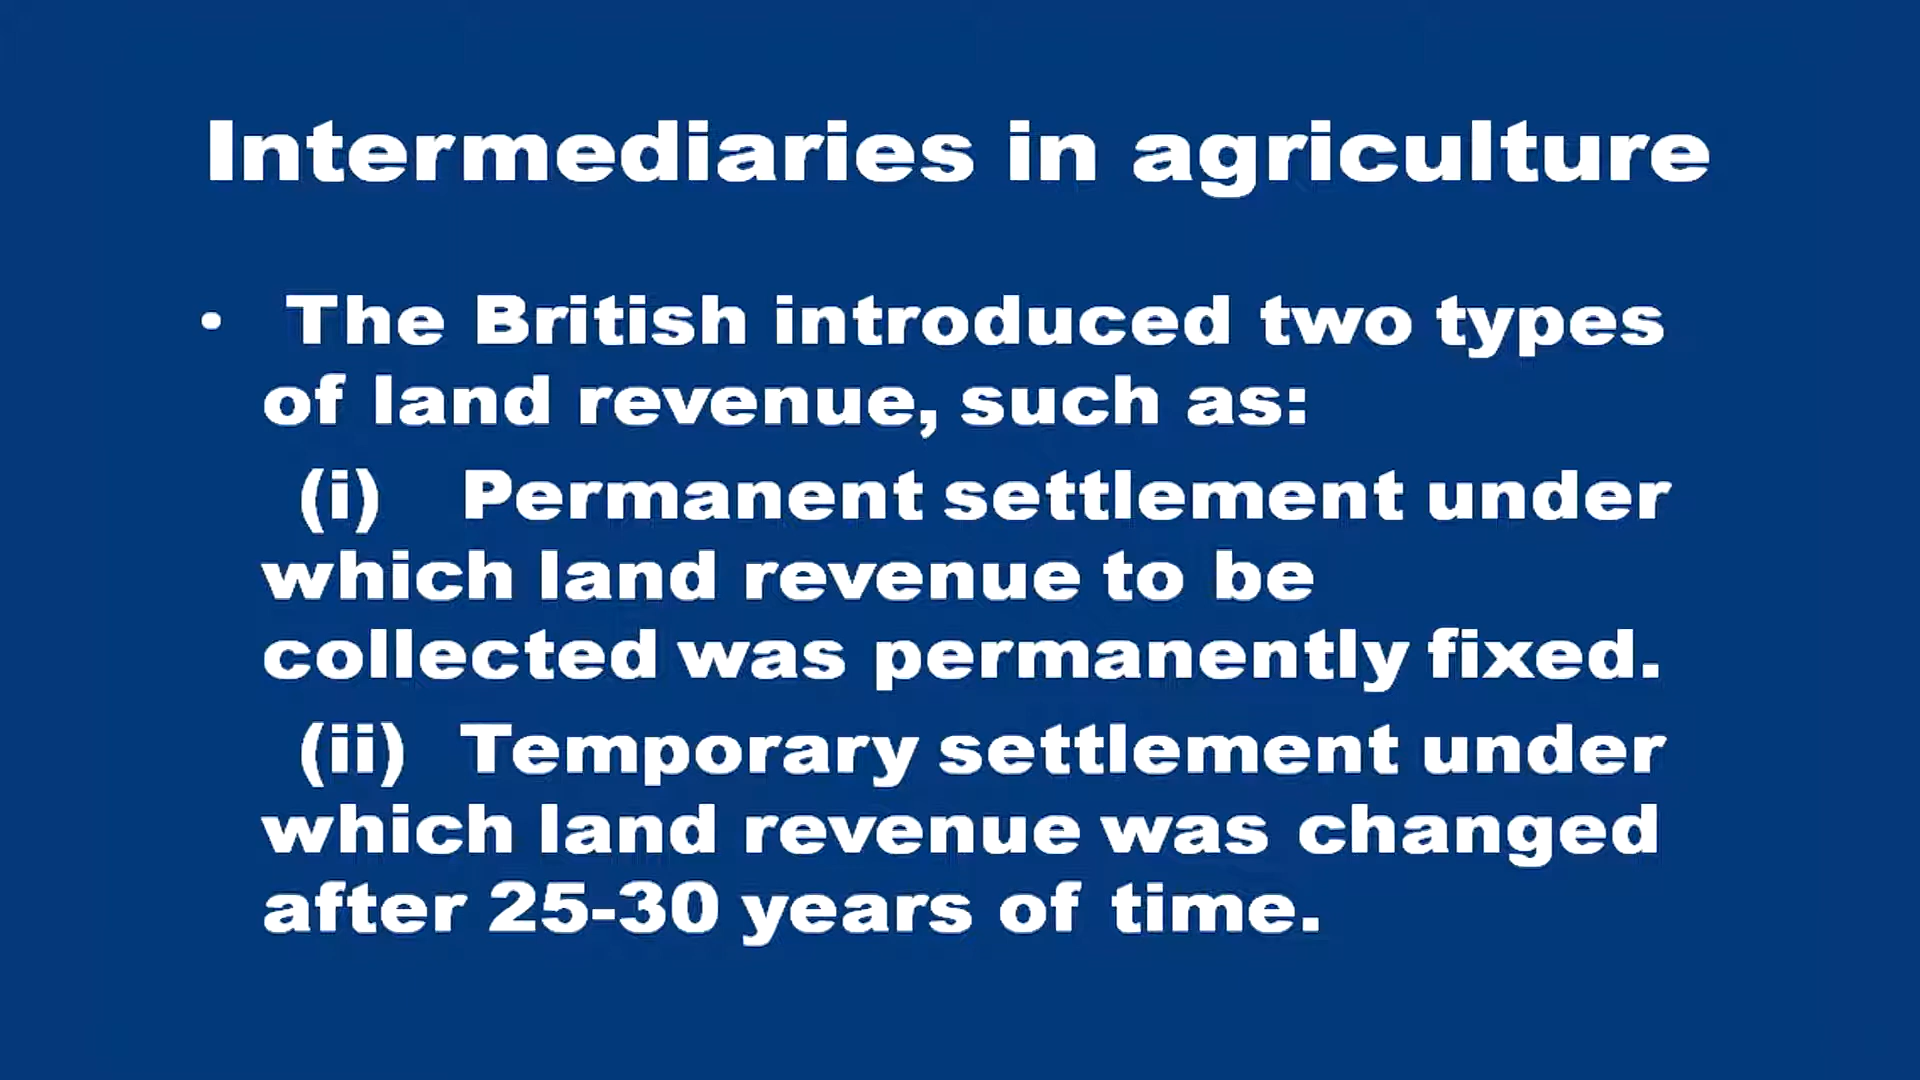 Intermediaries in agriculture
• The British introduced two types
of land revenue, such as:
(i) Permanent settlement under
which land revenue to be
collected was permanently fixed.
(ii) Temporary settlement under
which land revenue was changed
after 25-30 years of time.